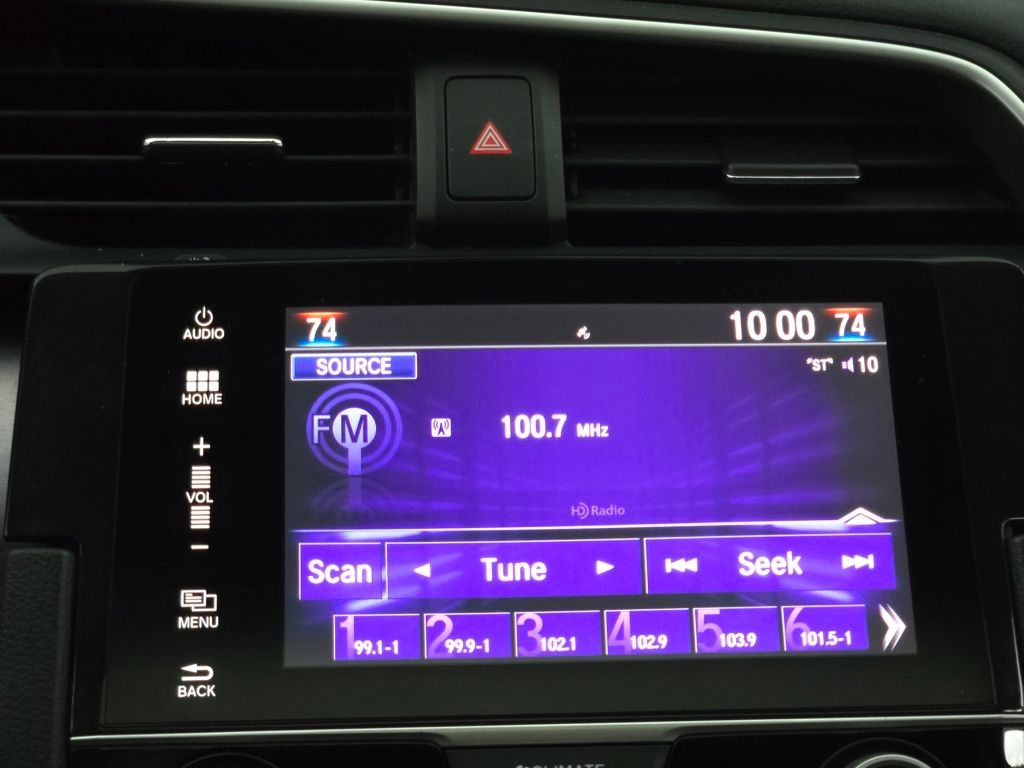 AUDIO
HOME
+
VOL
−
MENU
BACK
74 10 00 74
SOURCE "ST" 10
FM 100.7 MHz
HD Radio
Scan Tune Seek
1 99.1-1 2 99.9-1 3 102.1 4 102.9 5 103.9 6 101.5-1
CLIMATE